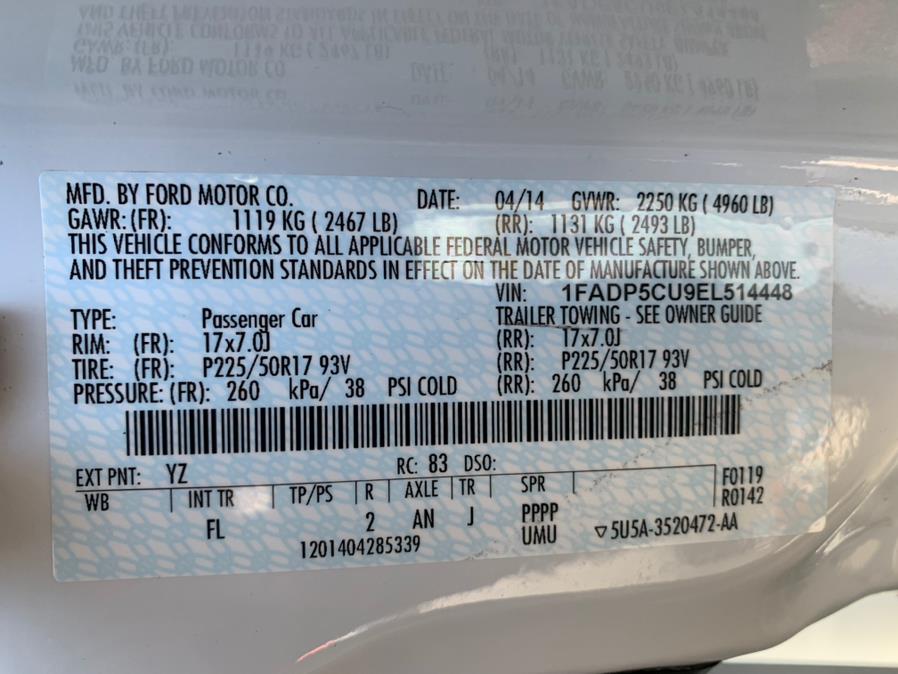 MFD. BY FORD MOTOR CO. DATE: 04/14 GVWR: 2250 KG ( 4960 LB)
GAWR: (FR): 1119 KG ( 2467 LB) (RR): 1131 KG ( 2493 LB)
THIS VEHICLE CONFORMS TO ALL APPLICABLE FEDERAL MOTOR VEHICLE SAFETY, BUMPER,
AND THEFT PREVENTION STANDARDS IN EFFECT ON THE DATE OF MANUFACTURE SHOWN ABOVE.
VIN: 1FADP5CU9EL514448
TYPE: Passenger Car TRAILER TOWING - SEE OWNER GUIDE
RIM: (FR): 17x7.0J (RR): 17x7.0J
TIRE: (FR): P225/50R17 93V (RR): P225/50R17 93V
PRESSURE: (FR): 260 kPa/ 38 PSI COLD (RR): 260 kPa/ 38 PSI COLD
EXT PNT: YZ RC: 83 DSO:
WB INT TR TP/PS R AXLE TR SPR F0119
R0142
FL 2 AN J PPPP
UMU ▽5U5A-3520472-AA
1201404285339